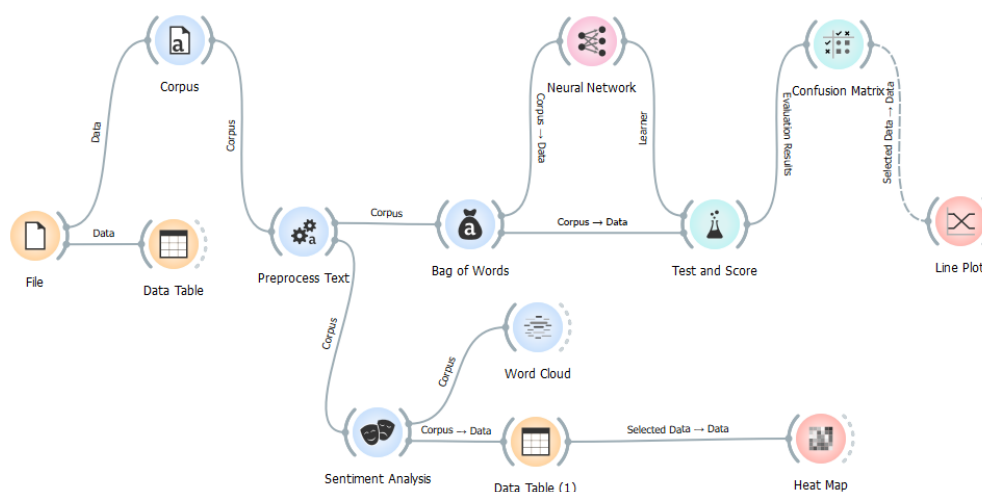 Corpus
Neural Network
Confusion Matrix
Data
Corpus
Corpus → Data
Learner
Evaluation Results
Selected Data → Data
File
Data
Data Table
Preprocess Text
Corpus
Bag of Words
Corpus → Data
Test and Score
Line Plot
Corpus
Corpus
Word Cloud
Sentiment Analysis
Corpus → Data
Data Table (1)
Selected Data → Data
Heat Map
a
a
a